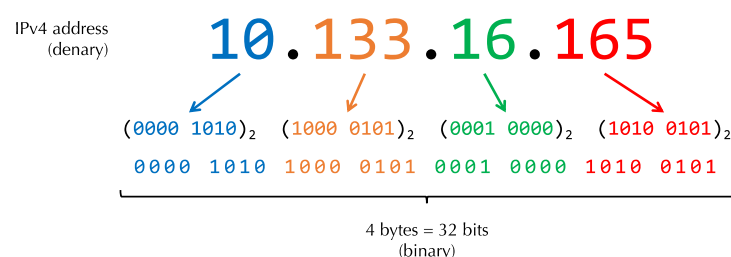 IPv4 address
(denary)
10.133.16.165
(0000 1010)₂ (1000 0101)₂ (0001 0000)₂ (1010 0101)₂
0000 1010 1000 0101 0001 0000 1010 0101
4 bytes = 32 bits
(binary)